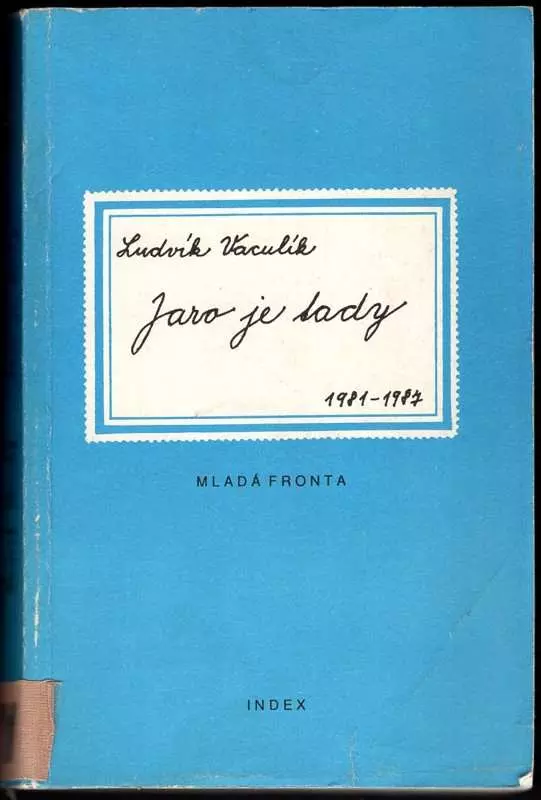 Ludvík Vaculík
Jaro je tady
1981–1987
MLADÁ FRONTA
INDEX